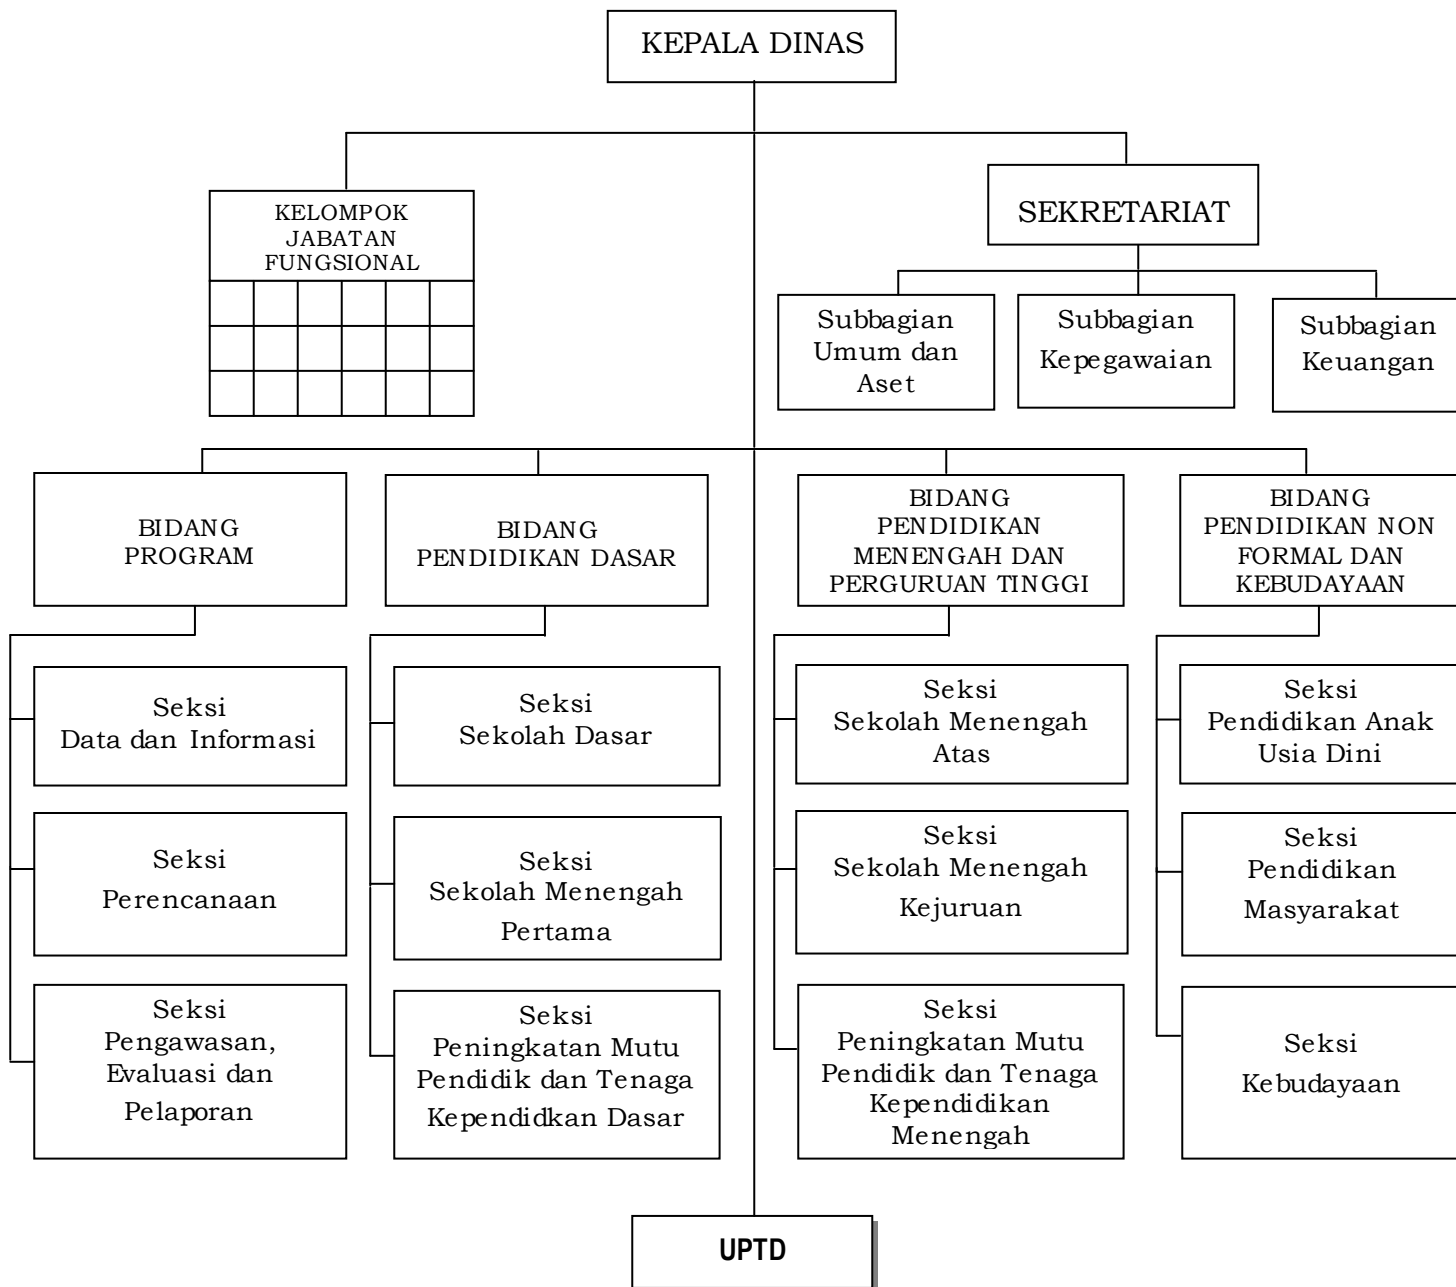 KEPALA DINAS
KELOMPOK
JABATAN
FUNGSIONAL
SEKRETARIAT
Subbagian
Umum dan
Aset
Subbagian
Kepegawaian
Subbagian
Keuangan
BIDANG
PROGRAM
BIDANG
PENDIDIKAN DASAR
BIDANG
PENDIDIKAN
MENENGAH DAN
PERGURUAN TINGGI
BIDANG
PENDIDIKAN NON
FORMAL DAN
KEBUDAYAAN
Seksi
Data dan Informasi
Seksi
Sekolah Dasar
Seksi
Sekolah Menengah
Atas
Seksi
Pendidikan Anak
Usia Dini
Seksi
Perencanaan
Seksi
Sekolah Menengah
Pertama
Seksi
Sekolah Menengah
Kejuruan
Seksi
Pendidikan
Masyarakat
Seksi
Pengawasan,
Evaluasi dan
Pelaporan
Seksi
Peningkatan Mutu
Pendidik dan Tenaga
Kependidkan Dasar
Seksi
Peningkatan Mutu
Pendidik dan Tenaga
Kependidikan
Menengah
Seksi
Kebudayaan
UPTD